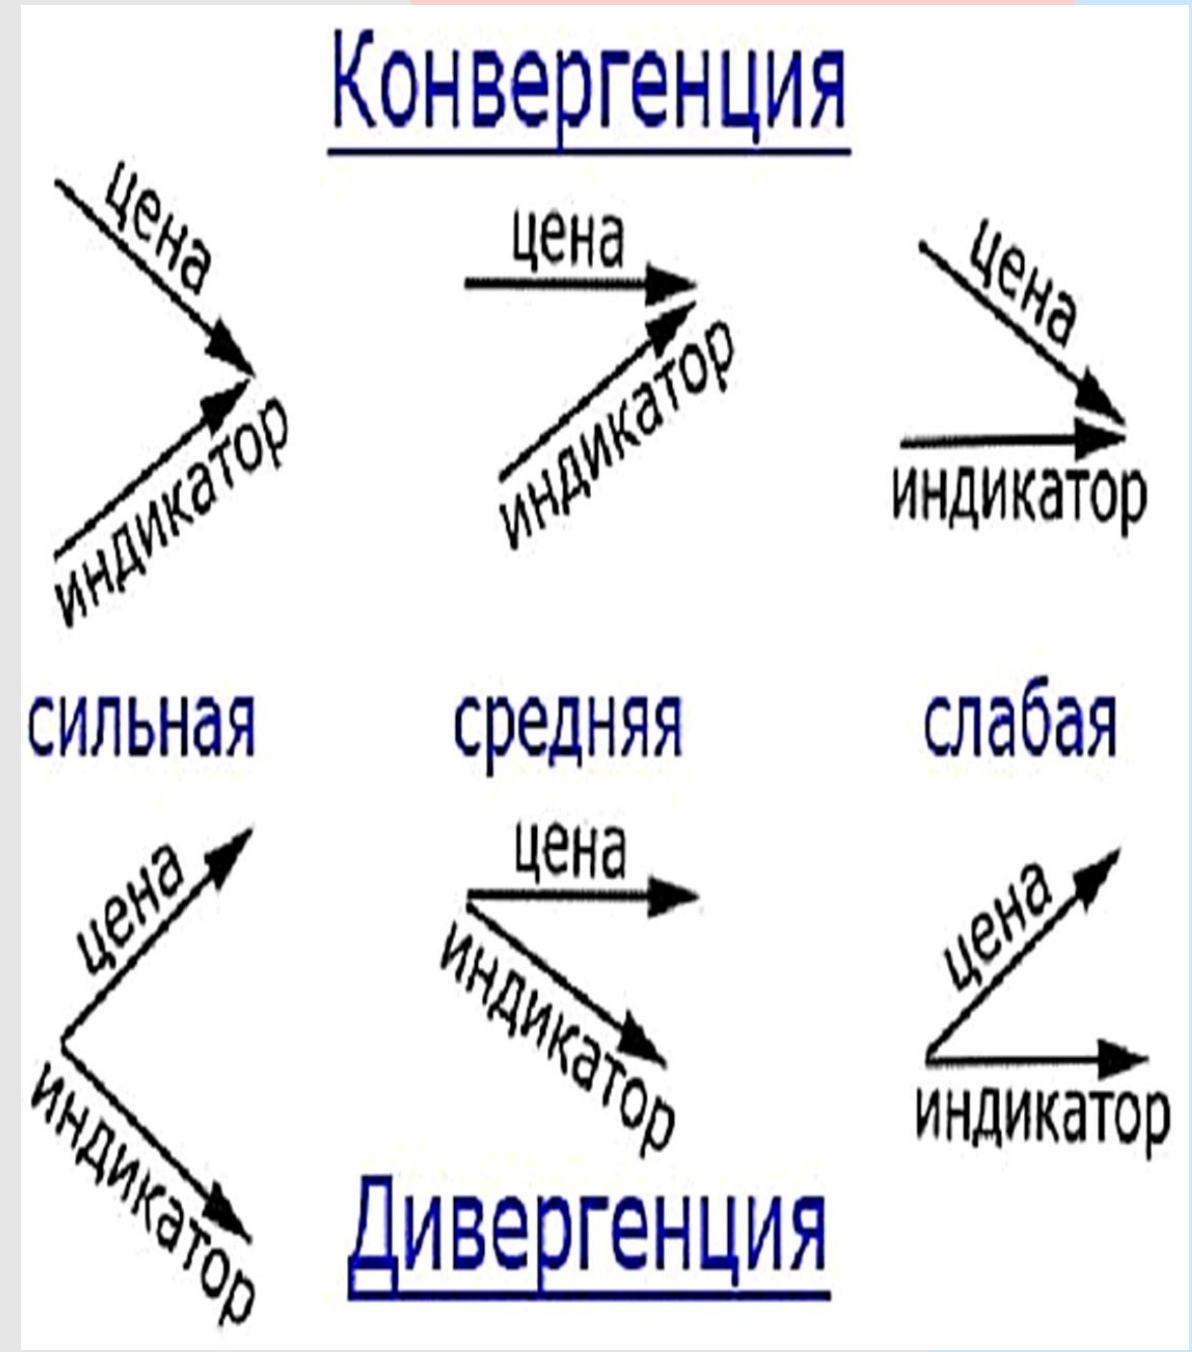 Конвергенция
цена
индикатор
цена
индикатор
цена
индикатор
сильная
средняя
слабая
цена
индикатор
цена
индикатор
цена
индикатор
Дивергенция